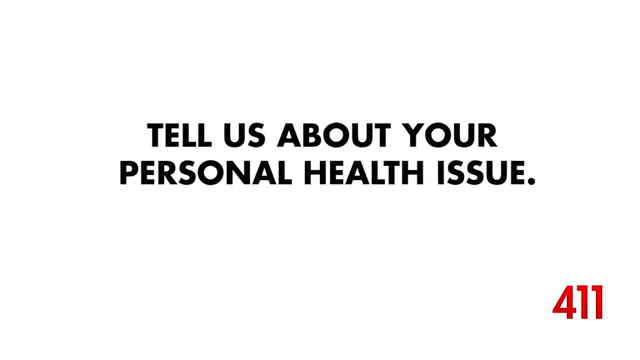 TELL US ABOUT YOUR
PERSONAL HEALTH ISSUE.
411